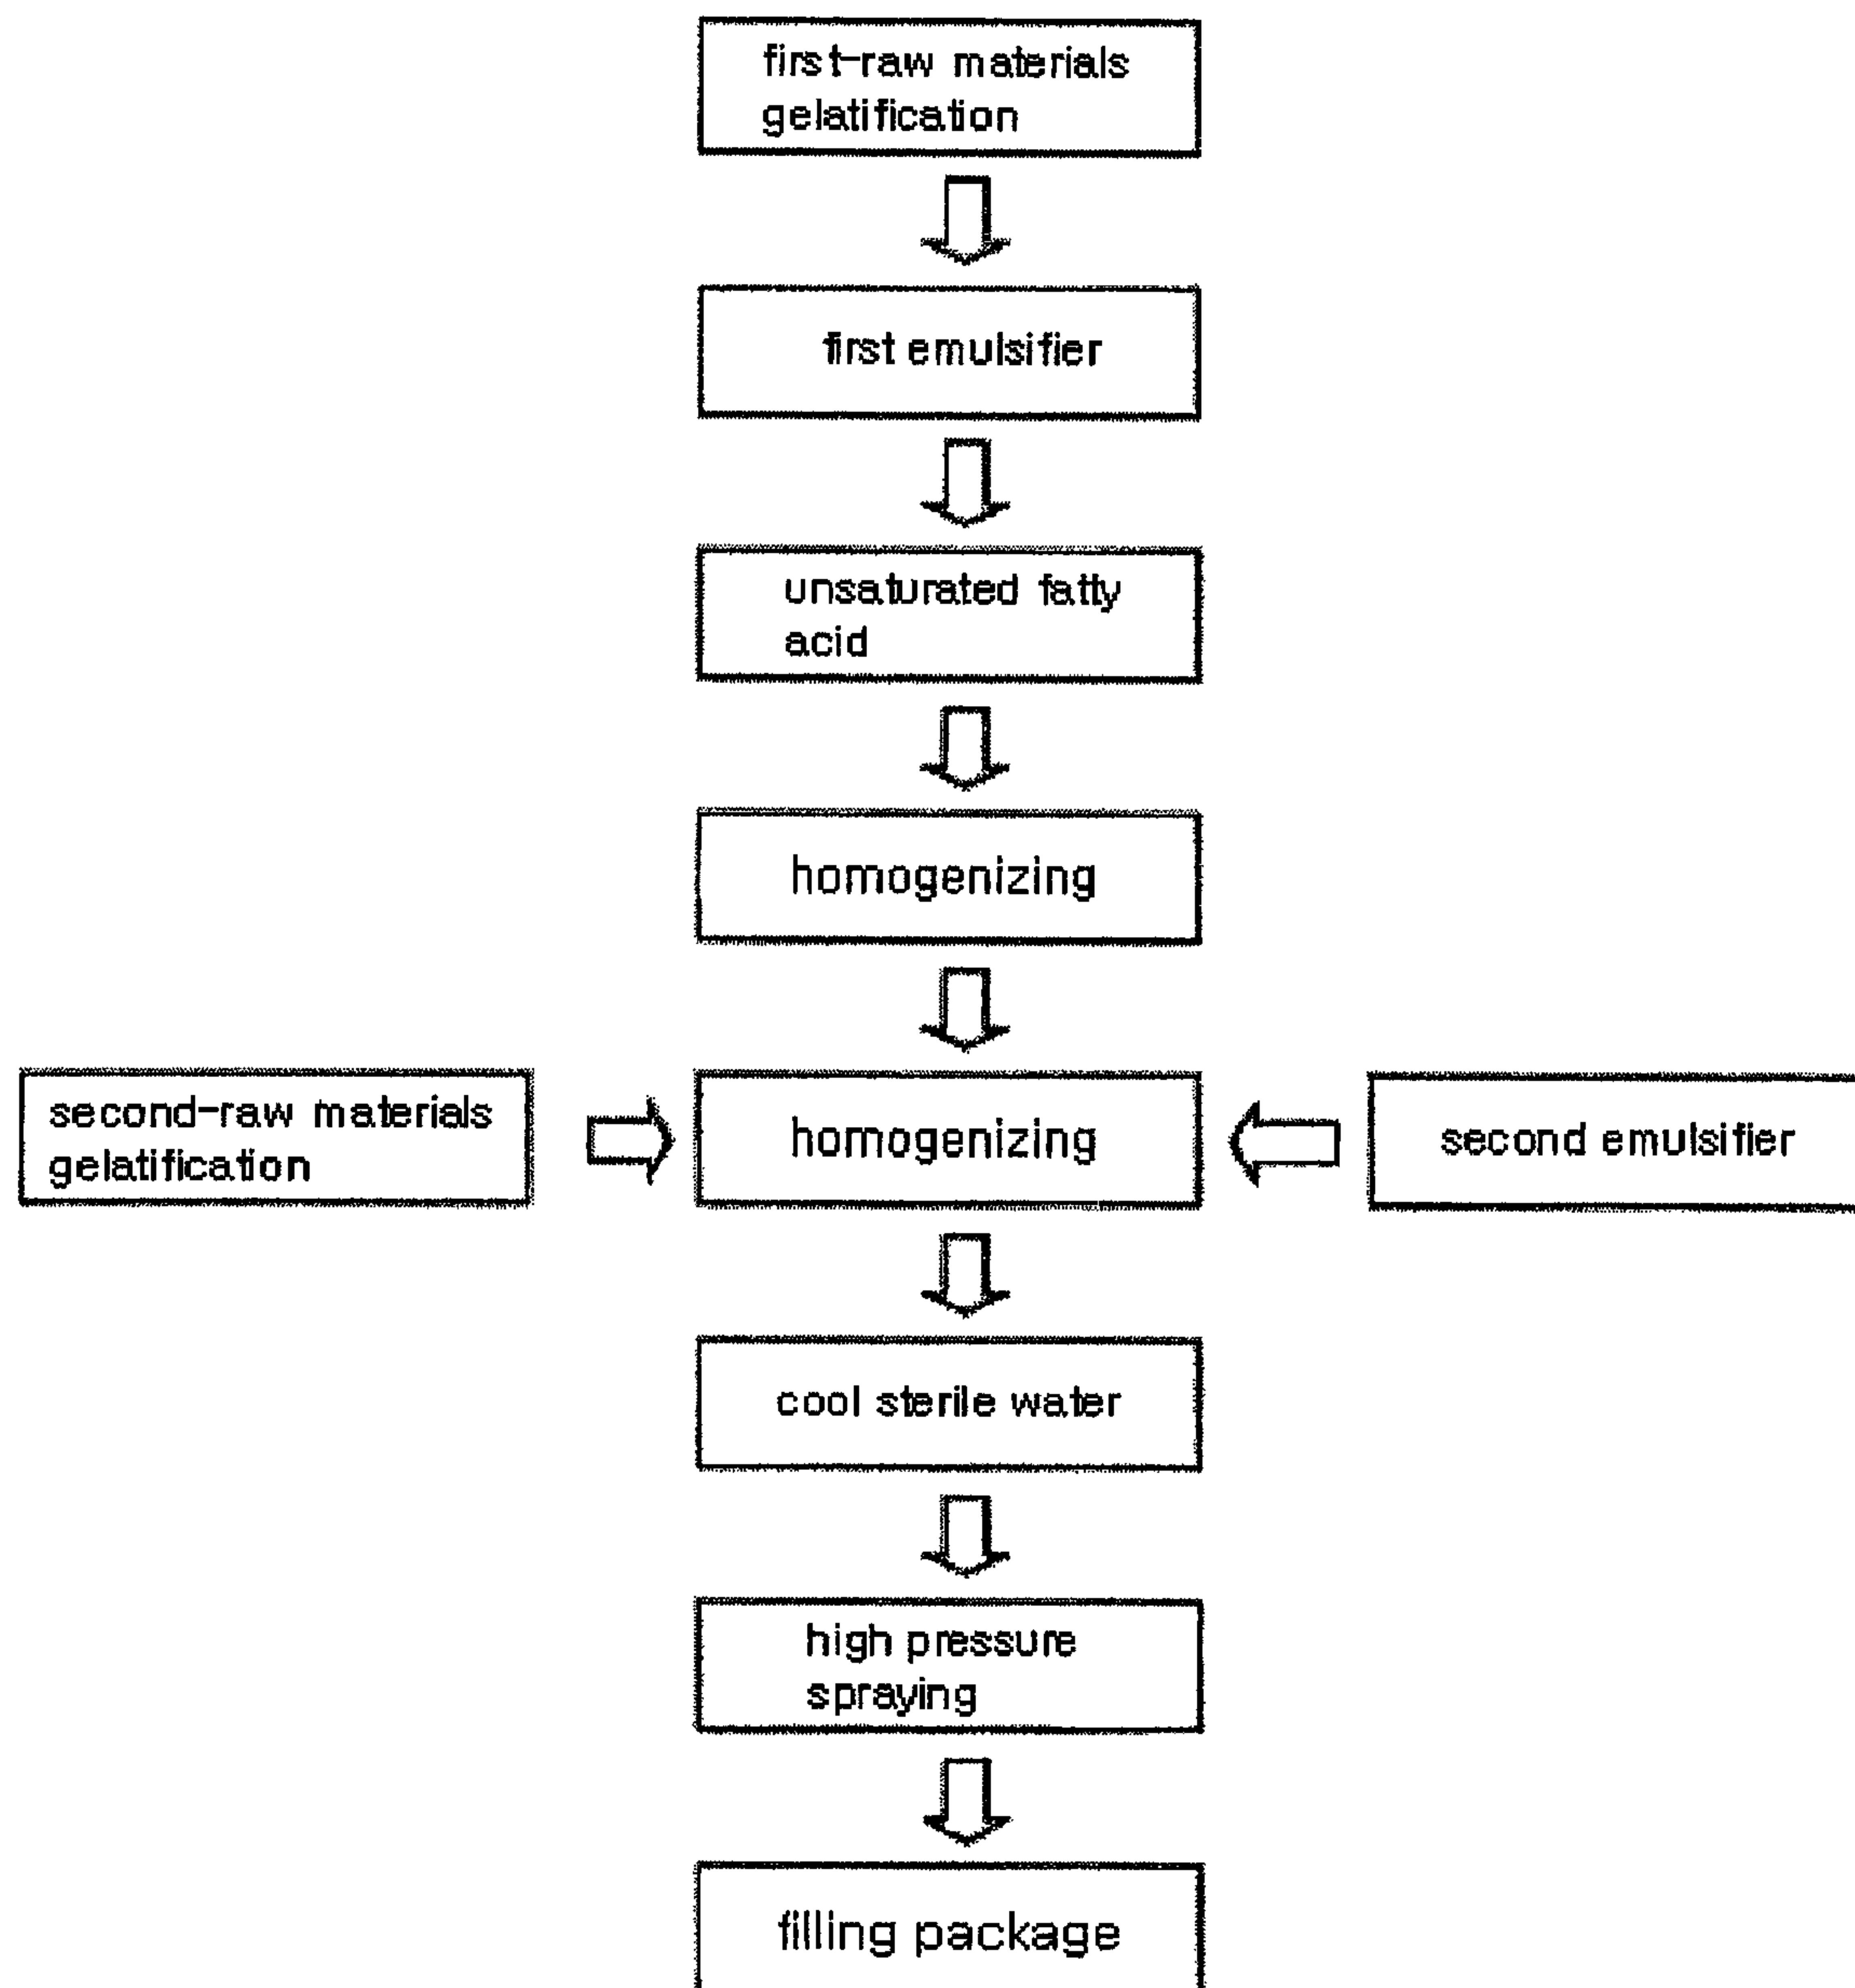 first-raw materials
gelatification
first emulsifier
unsaturated fatty
acid
homogenizing
second-raw materials
gelatification
homogenizing
second emulsifier
cool sterile water
high pressure
spraying
filling package